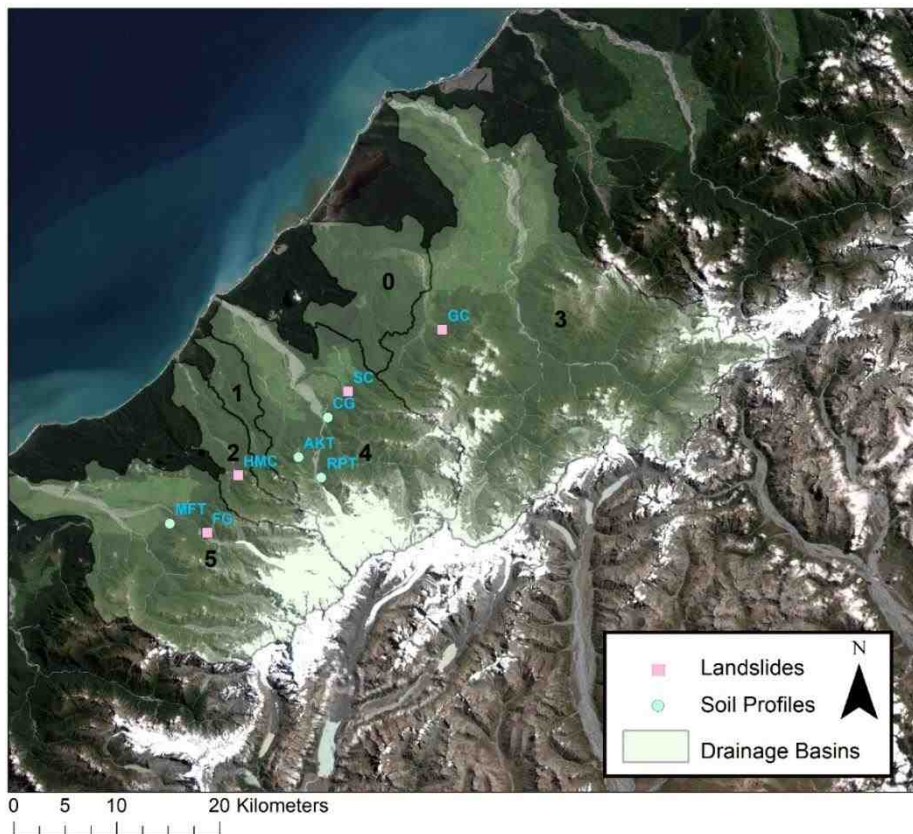 0
3
GC
SC
1
CG
AKT
4
2
HMC
RPT
MFT
FG
5
N
Landslides
Soil Profiles
Drainage Basins
0 5 10 20 Kilometers